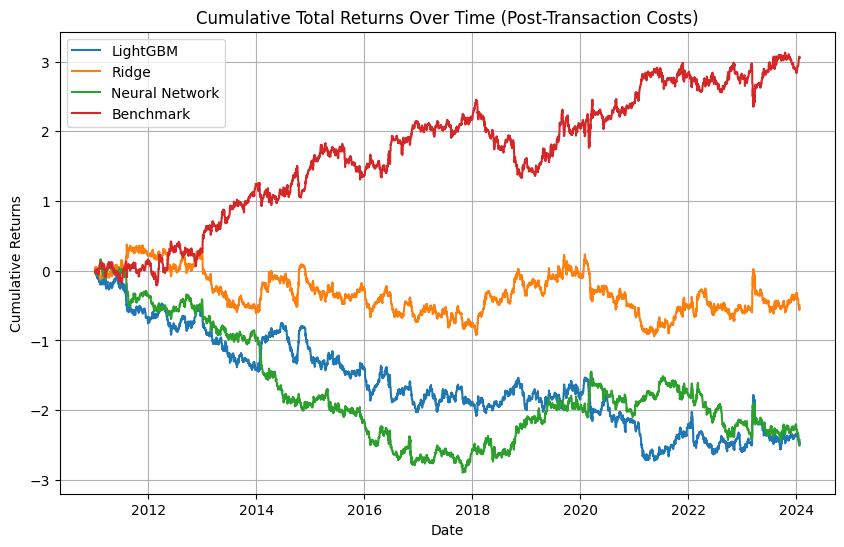 Cumulative Total Returns Over Time (Post-Transaction Costs)
LightGBM
Ridge
Neural Network
Benchmark
3
2
1
0
−1
−2
−3
Cumulative Returns
2012 2014 2016 2018 2020 2022 2024
Date